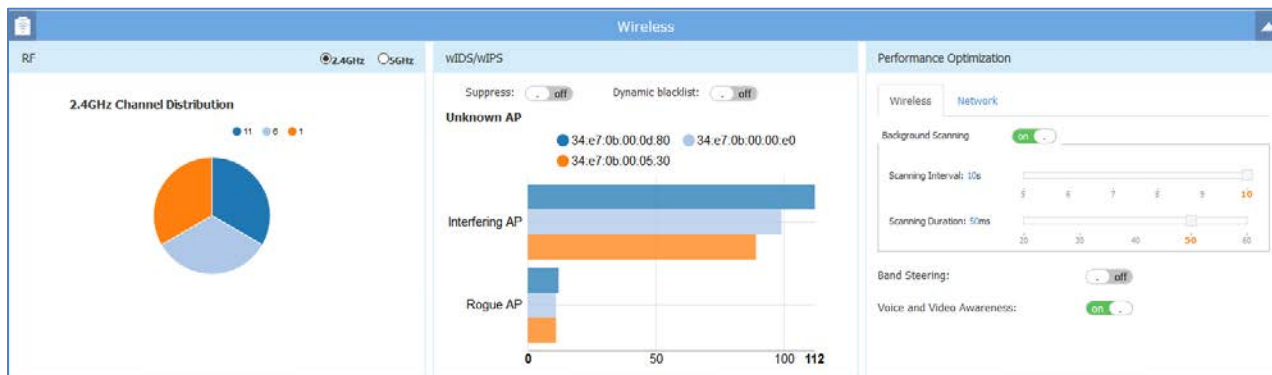 Wireless
RF
2.4GHz 5GHz
2.4GHz Channel Distribution
11 6 1
wIDS/wIPS
Suppress: off Dynamic blacklist: off
Unknown AP
34:e7:0b:00:0d:80 34:e7:0b:00:00:e0
34:e7:0b:00:05:30
Interfering AP
Rogue AP
0 50 100 112
Performance Optimization
Wireless Network
Background Scanning on
Scanning Interval: 10s
5 6 7 8 9 10
Scanning Duration: 50ms
20 30 40 50 60
Band Steering: off
Voice and Video Awareness: on